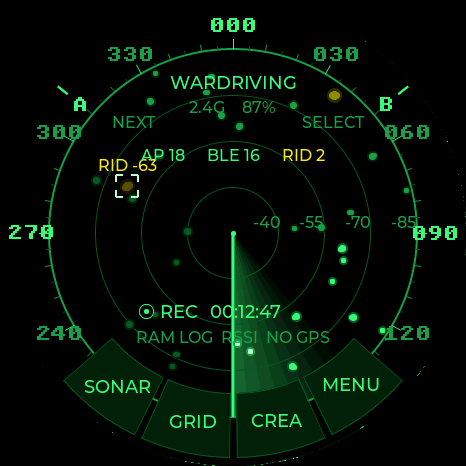 000
330 030
WARDRIVING
A 2.4G 87% B
NEXT SELECT
300 060
AP 18 BLE 16 RID 2
RID -63
-40 -55 -70 -85
270 090
REC 00:12:47
240 RAM LOG RSSI NO GPS 120
SONAR MENU
GRID CREA